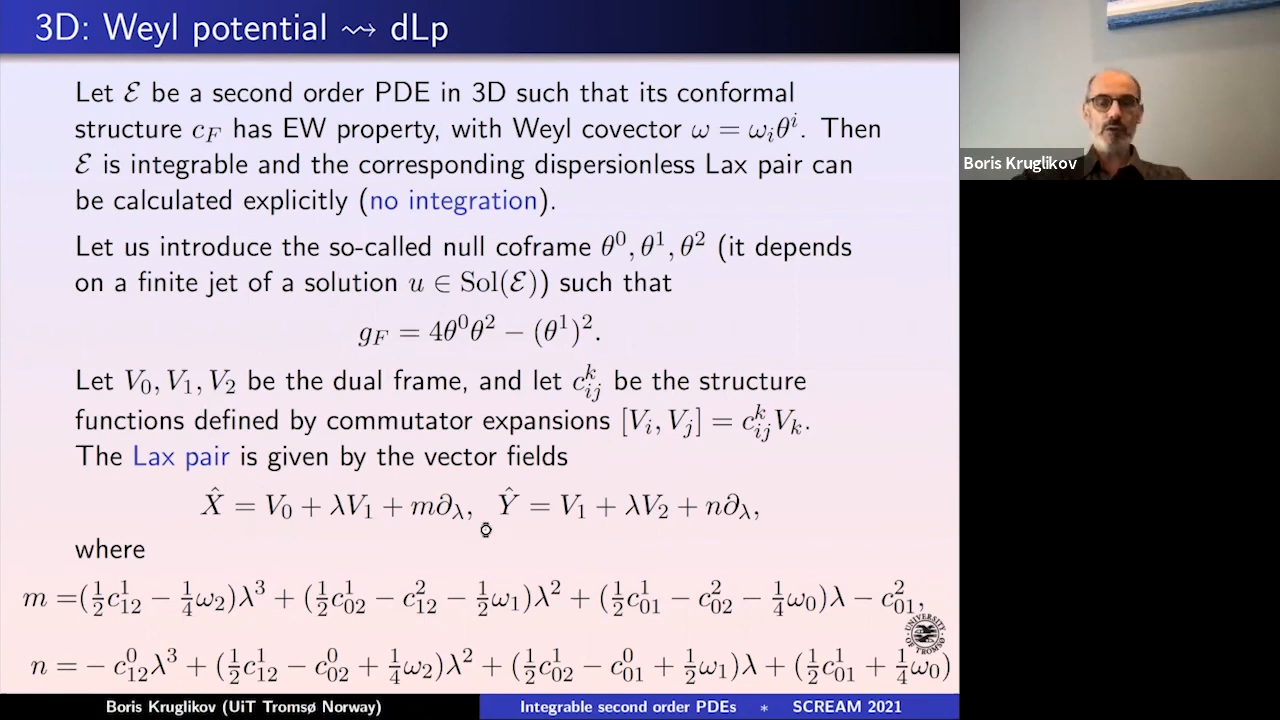 3D: Weyl potential ⇝ dLp
Let ℰ be a second order PDE in 3D such that its conformal
structure c_F has EW property, with Weyl covector ω = ω_iθ^i. Then
ℰ is integrable and the corresponding dispersionless Lax pair can
be calculated explicitly (no integration).
Let us introduce the so-called null coframe θ^0, θ^1, θ^2 (it depends
on a finite jet of a solution u ∈ Sol(ℰ)) such that
g_F = 4θ^0θ^2 − (θ^1)^2.
Let V_0, V_1, V_2 be the dual frame, and let c^k_{ij} be the structure
functions defined by commutator expansions [V_i, V_j] = c^k_{ij}V_k.
The Lax pair is given by the vector fields
X̂ = V_0 + λV_1 + m∂_λ, Ŷ = V_1 + λV_2 + n∂_λ,
where
m =(½c^1_{12} − ¼ω_2)λ^3 + (½c^1_{02} − c^2_{12} − ½ω_1)λ^2 + (½c^1_{01} − c^2_{02} − ¼ω_0)λ − c^2_{01},
n = − c^0_{12}λ^3 + (½c^1_{12} − c^0_{02} + ¼ω_2)λ^2 + (½c^1_{02} − c^0_{01} + ½ω_1)λ + (½c^1_{01} + ¼ω_0)
UNIVERSITY OF TROMSØ
Boris Kruglikov (UiT Tromsø Norway) Integrable second order PDEs * SCREAM 2021
Boris Kruglikov